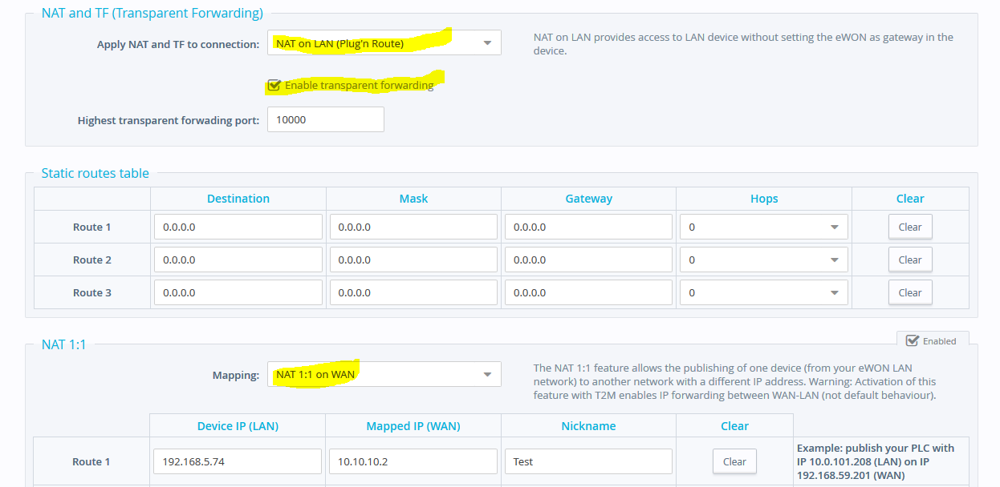 NAT and TF (Transparent Forwarding)
Apply NAT and TF to connection: NAT on LAN (Plug'n Route) NAT on LAN provides access to LAN device without setting the eWON as gateway in the
device.
Enable transparent forwarding
Highest transparent forwading port: 10000
Static routes table
Destination Mask Gateway Hops Clear
Route 1 0.0.0.0 0.0.0.0 0.0.0.0 0 Clear
Route 2 0.0.0.0 0.0.0.0 0.0.0.0 0 Clear
Route 3 0.0.0.0 0.0.0.0 0.0.0.0 0 Clear
NAT 1:1 Enabled
Mapping: NAT 1:1 on WAN The NAT 1:1 feature allows the publishing of one device (from your eWON LAN
network) to another network with a different IP address. Warning: Activation of this
feature with T2M enables IP forwarding between WAN-LAN (not default behaviour).
Device IP (LAN) Mapped IP (WAN) Nickname Clear
Route 1 192.168.5.74 10.10.10.2 Test Clear Example: publish your PLC with
IP 10.0.101.208 (LAN) on IP
192.168.59.201 (WAN)